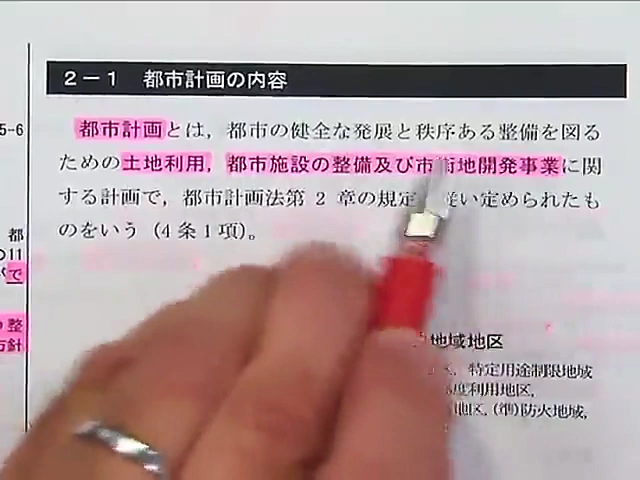 2－1 都市計画の内容
都市計画とは，都市の健全な発展と秩序ある整備を図る
ための土地利用，都市施設の整備及び市街地開発事業に関
する計画で，都市計画法第 2 章の規定 従い定められたも
のをいう（4 条 1 項）。
5-6
都
の11
で
整
方針
地域地区
特定用途制限地域
度利用地区，
地区，(準)防火地域，